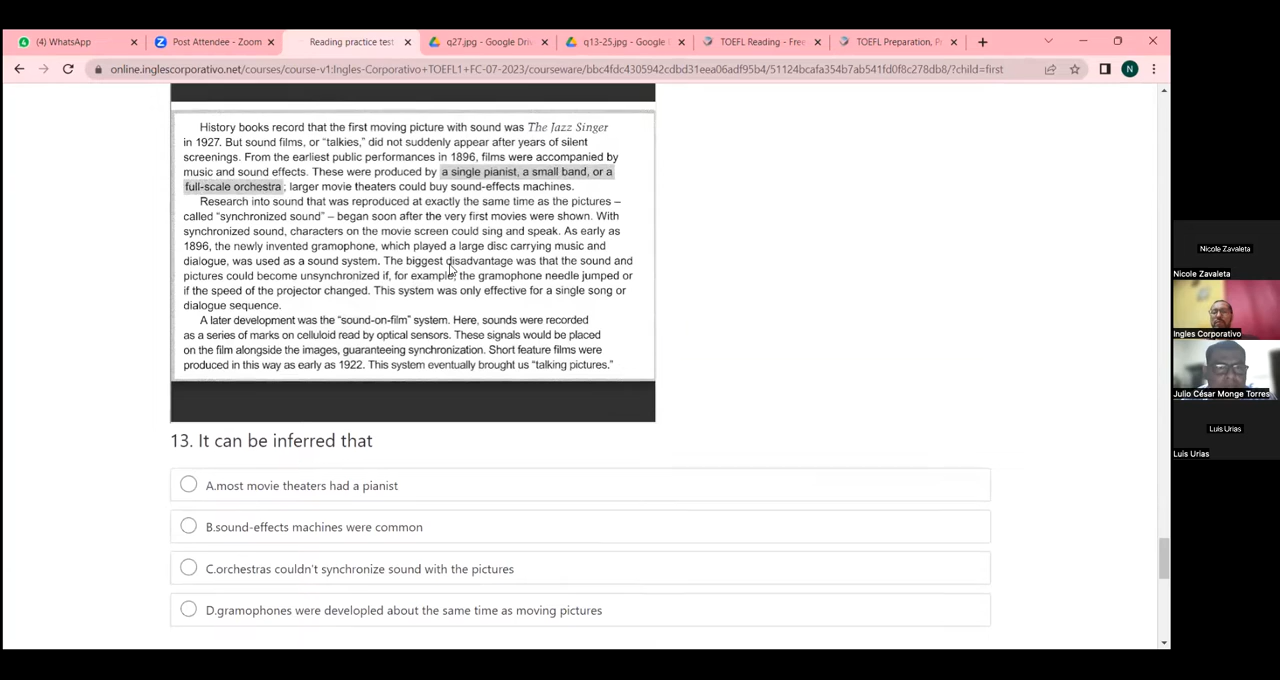 (4) WhatsApp
Post Attendee - Zoom
Reading practice test
q27.jpg - Google Dri
q13-25.jpg - Google
TOEFL Reading - Free
TOEFL Preparation, P
online.inglescorporativo.net/courses/course-v1:Ingles-Corporativo+TOEFL1+FC-07-2023/courseware/bbc4fdc4305942cdbd31eea06adf95b4/51124bcafa354b7ab541fd0f8c278db8/?child=first
N
History books record that the first moving picture with sound was The Jazz Singer
in 1927. But sound films, or “talkies,” did not suddenly appear after years of silent
screenings. From the earliest public performances in 1896, films were accompanied by
music and sound effects. These were produced by a single pianist, a small band, or a
full-scale orchestra; larger movie theaters could buy sound-effects machines.
Research into sound that was reproduced at exactly the same time as the pictures –
called “synchronized sound” – began soon after the very first movies were shown. With
synchronized sound, characters on the movie screen could sing and speak. As early as
1896, the newly invented gramophone, which played a large disc carrying music and
dialogue, was used as a sound system. The biggest disadvantage was that the sound and
pictures could become unsynchronized if, for example, the gramophone needle jumped or
if the speed of the projector changed. This system was only effective for a single song or
dialogue sequence.
A later development was the “sound-on-film” system. Here, sounds were recorded
as a series of marks on celluloid read by optical sensors. These signals would be placed
on the film alongside the images, guaranteeing synchronization. Short feature films were
produced in this way as early as 1922. This system eventually brought us “talking pictures.”
13. It can be inferred that
A.most movie theaters had a pianist
B.sound-effects machines were common
C.orchestras couldn't synchronize sound with the pictures
D.gramophones were developled about the same time as moving pictures
Nicole Zavaleta
Nicole Zavaleta
Ingles Corporativo
Julio César Monge Torres
Luis Urias
Luis Urias